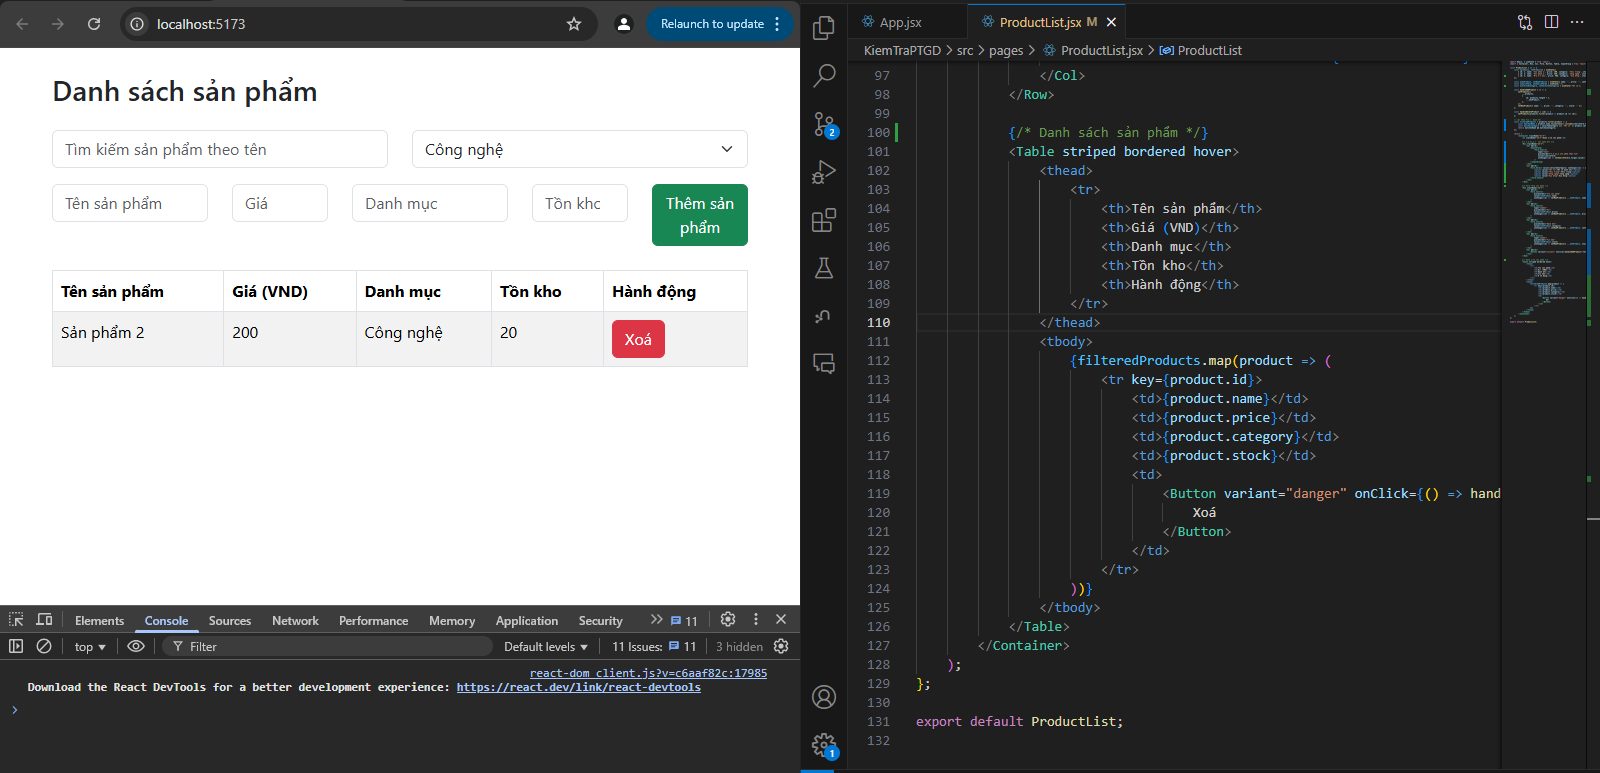 localhost:5173
Relaunch to update
Danh sách sản phẩm
Tìm kiếm sản phẩm theo tên
Công nghệ
Tên sản phẩm
Giá
Danh mục
Tồn khc
Thêm sản
phẩm
Tên sản phẩm Giá (VND) Danh mục Tồn kho Hành động
Sản phẩm 2 200 Công nghệ 20 Xoá
Elements Console Sources Network Performance Memory Application Security 11
top Filter Default levels 11 Issues: 11 3 hidden
react-dom client.js?v=c6aaf82c:17985
Download the React DevTools for a better development experience: https://react.dev/link/react-devtools
App.jsx
ProductList.jsx M
KiemTraPTGD > src > pages > ProductList.jsx > ProductList
2
1
97 </Col>
98 </Row>
99
100 {/* Danh sách sản phẩm */}
101 <Table striped bordered hover>
102 <thead>
103 <tr>
104 <th>Tên sản phẩm</th>
105 <th>Giá (VND)</th>
106 <th>Danh mục</th>
107 <th>Tồn kho</th>
108 <th>Hành động</th>
109 </tr>
110 </thead>
111 <tbody>
112 {filteredProducts.map(product => (
113 <tr key={product.id}>
114 <td>{product.name}</td>
115 <td>{product.price}</td>
116 <td>{product.category}</td>
117 <td>{product.stock}</td>
118 <td>
119 <Button variant="danger" onClick={() => hand
120 Xoá
121 </Button>
122 </td>
123 </tr>
124 ))}
125 </tbody>
126 </Table>
127 </Container>
128 );
129 };
130
131 export default ProductList;
132